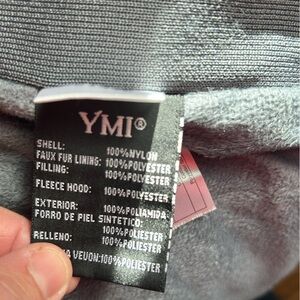 YMI®
SHELL: 100%NYLON
FAUX FUR LINING: 100%POLYESTER
FILLING: 100%POLYESTER
FLEECE HOOD: 100%POLYESTER
EXTERIOR: 100%POLIAMIDA
FORRO DE PIEL SINTETICO: 100%POLIESTER
RELLENO: 100%POLIESTER
VEUON:100%POLIESTER